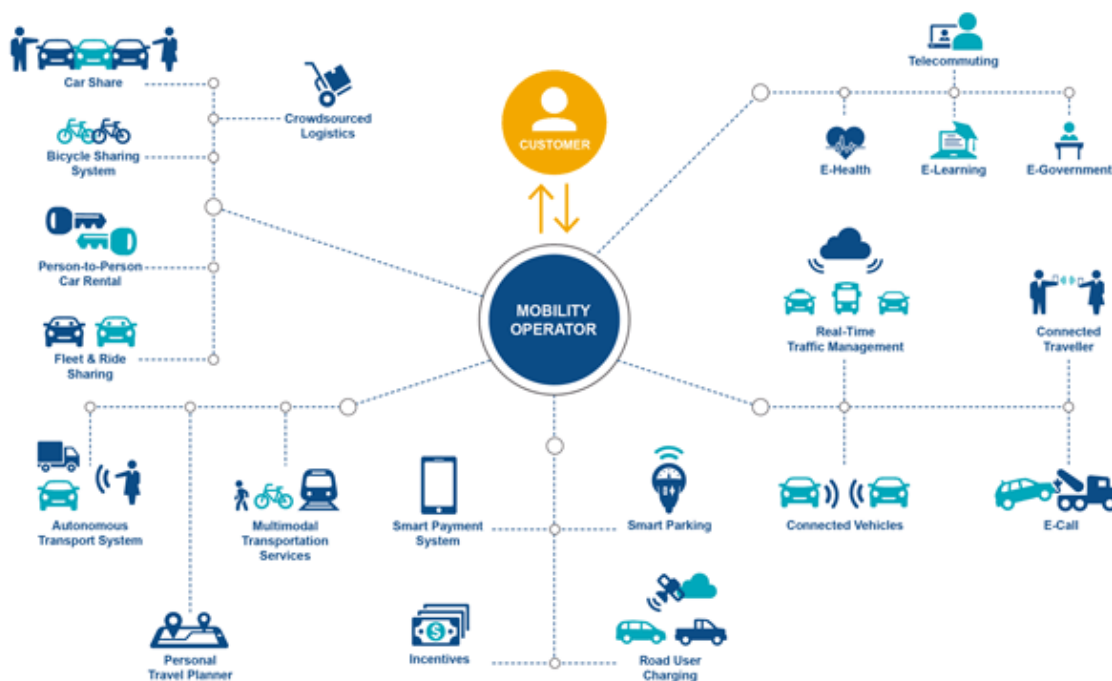 Car Share
Crowdsourced
Logistics
Bicycle Sharing
System
Person-to-Person
Car Rental
Fleet & Ride
Sharing
CUSTOMER
MOBILITY
OPERATOR
Telecommuting
E-Health
E-Learning
E-Government
Real-Time
Traffic Management
Connected
Traveller
Autonomous
Transport System
Multimodal
Transportation
Services
Smart Payment
System
Smart Parking
Connected Vehicles
E-Call
Personal
Travel Planner
$
Incentives
Road User
Charging